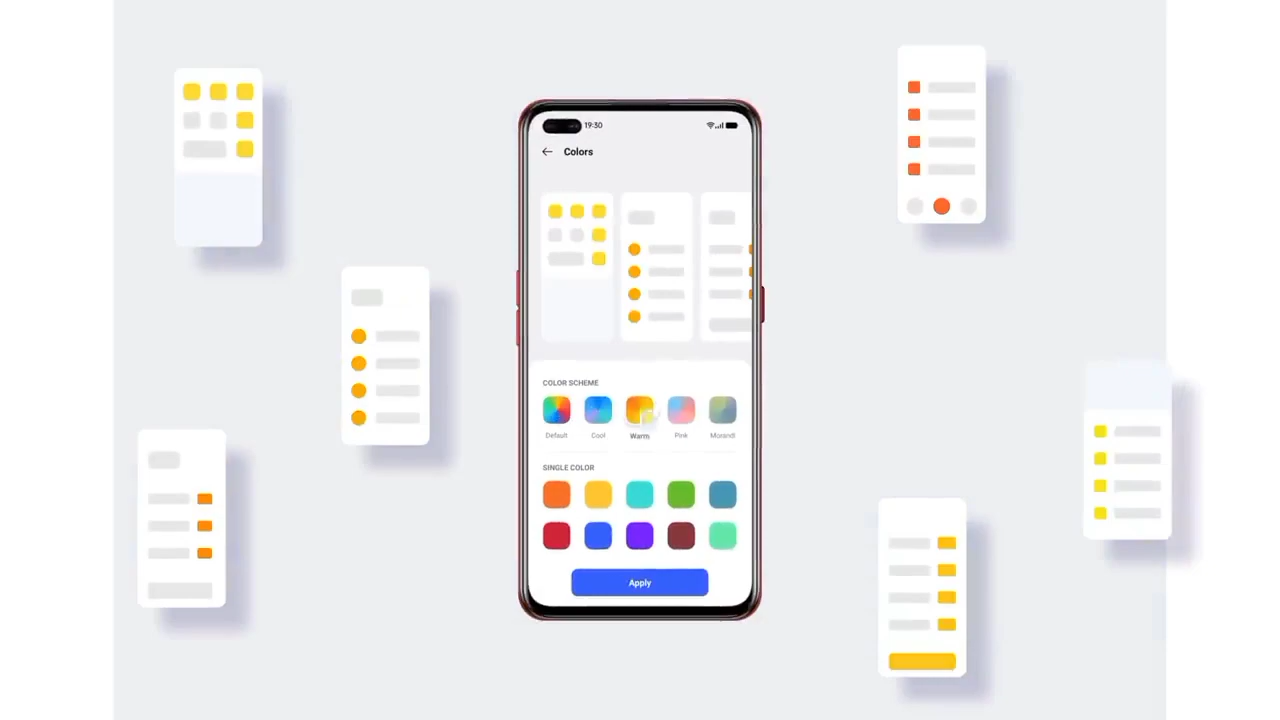 19:30
Colors
COLOR SCHEME
Default Cool Warm Pink Morandi
SINGLE COLOR
Apply